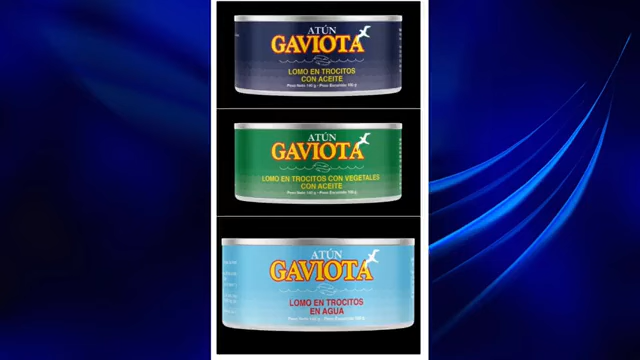 ATÚN
GAVIOTA
LOMO EN TROCITOS
CON ACEITE
ATÚN
GAVIOTA
LOMO EN TROCITOS CON VEGETALES
CON ACEITE
ATÚN
GAVIOTA
LOMO EN TROCITOS
EN AGUA